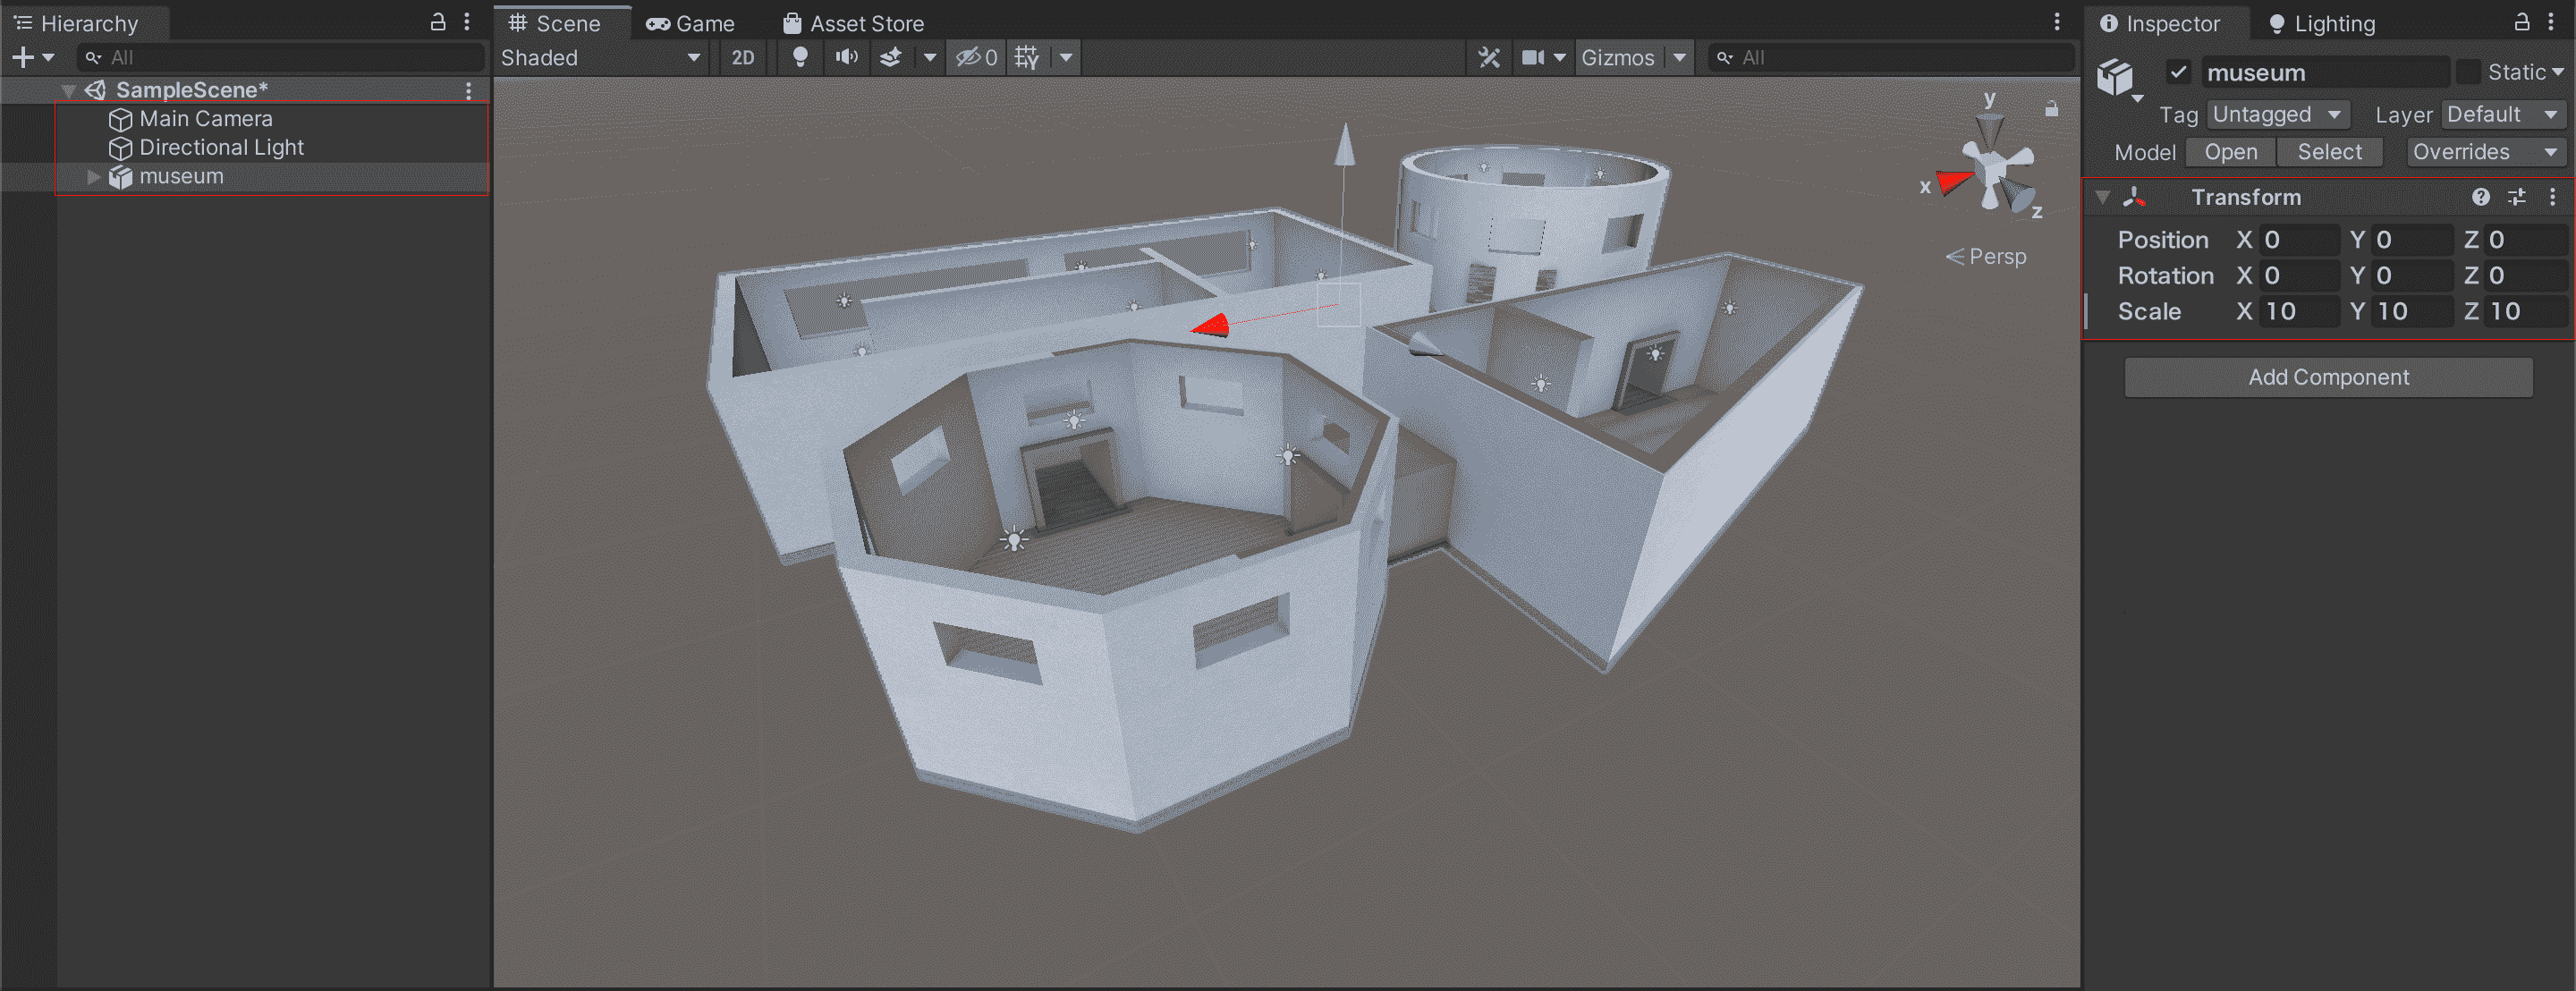 Hierarchy
All
SampleScene*
Main Camera
Directional Light
museum
Scene Game Asset Store
Shaded 2D 0 Gizmos All
y
x
z
Persp
Inspector Lighting
museum Static
Tag Untagged Layer Default
Model Open Select Overrides
Transform
Position X 0 Y 0 Z 0
Rotation X 0 Y 0 Z 0
Scale X 10 Y 10 Z 10
Add Component